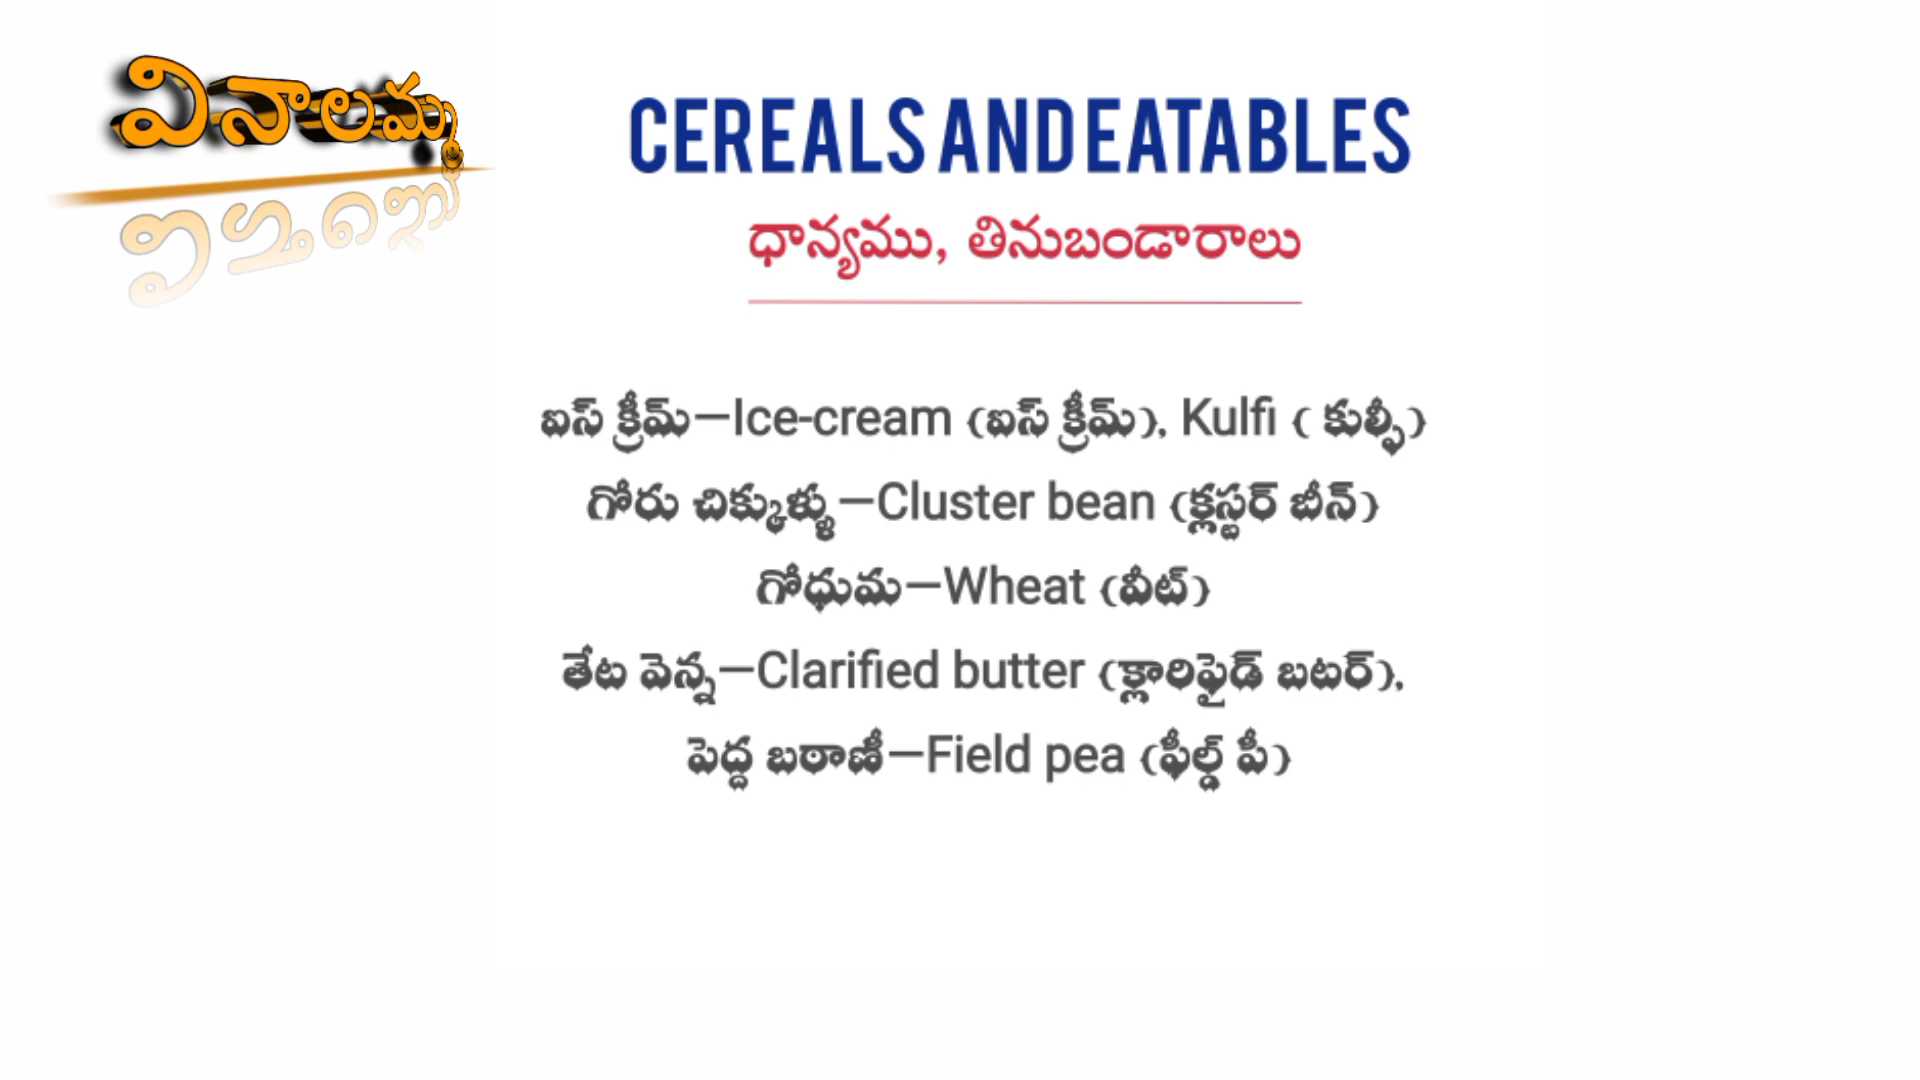 వినాలమ్మ
CEREALS AND EATABLES
ధాన్యము, తినుబండారాలు
ఐస్ క్రీమ్—Ice-cream (ఐస్ క్రీమ్), Kulfi ( కుల్ఫీ)
గోరు చిక్కుళ్ళు—Cluster bean (క్లస్టర్ బీన్)
గోధుమ—Wheat (వీట్)
తేట వెన్న—Clarified butter (క్లారిఫైడ్ బటర్),
పెద్ద బఠాణీ—Field pea (ఫీల్డ్ పీ)